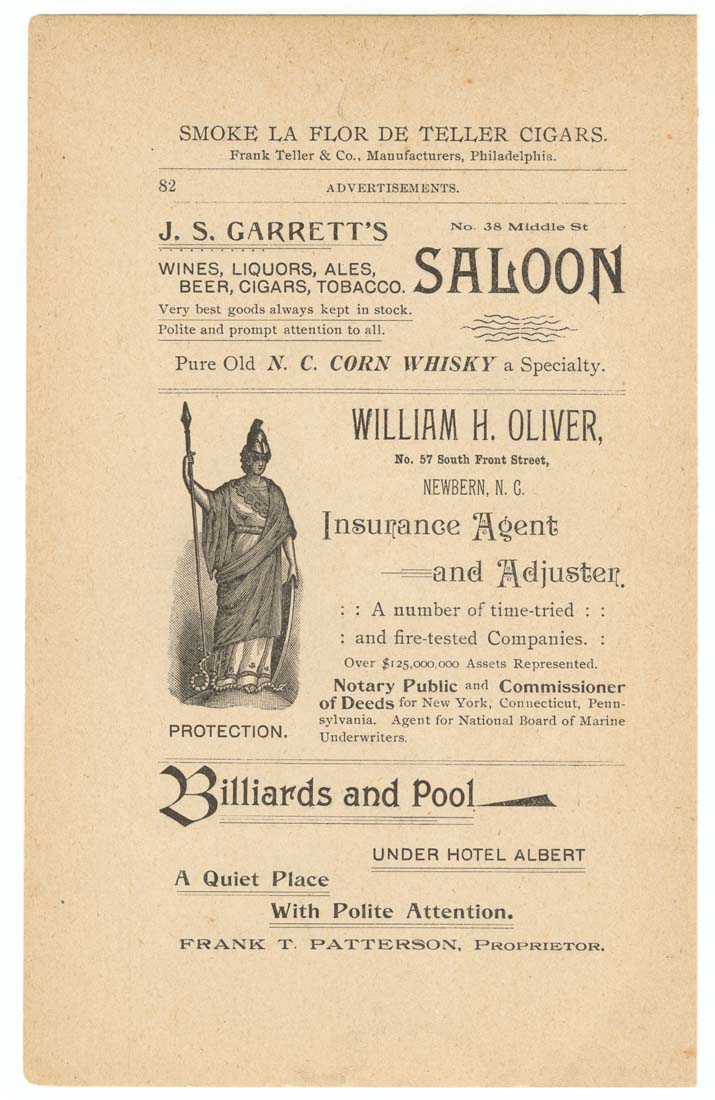 SMOKE LA FLOR DE TELLER CIGARS.
Frank Teller & Co., Manufacturers, Philadelphia.
82 ADVERTISEMENTS.
J. S. GARRETT'S
No. 38 Middle St
SALOON
WINES, LIQUORS, ALES,
BEER, CIGARS, TOBACCO.
Very best goods always kept in stock.
Polite and prompt attention to all.
Pure Old N. C. CORN WHISKY a Specialty.
WILLIAM H. OLIVER,
No. 57 South Front Street,
NEWBERN, N. C.
Insurance Agent
and Adjuster.
: : A number of time-tried : :
: and fire-tested Companies. :
Over $125,000,000 Assets Represented.
Notary Public and Commissioner
of Deeds for New York, Connecticut, Penn-
sylvania. Agent for National Board of Marine
Underwriters.
PROTECTION.
Billiards and Pool
UNDER HOTEL ALBERT
A Quiet Place
With Polite Attention.
FRANK T. PATTERSON, PROPRIETOR.